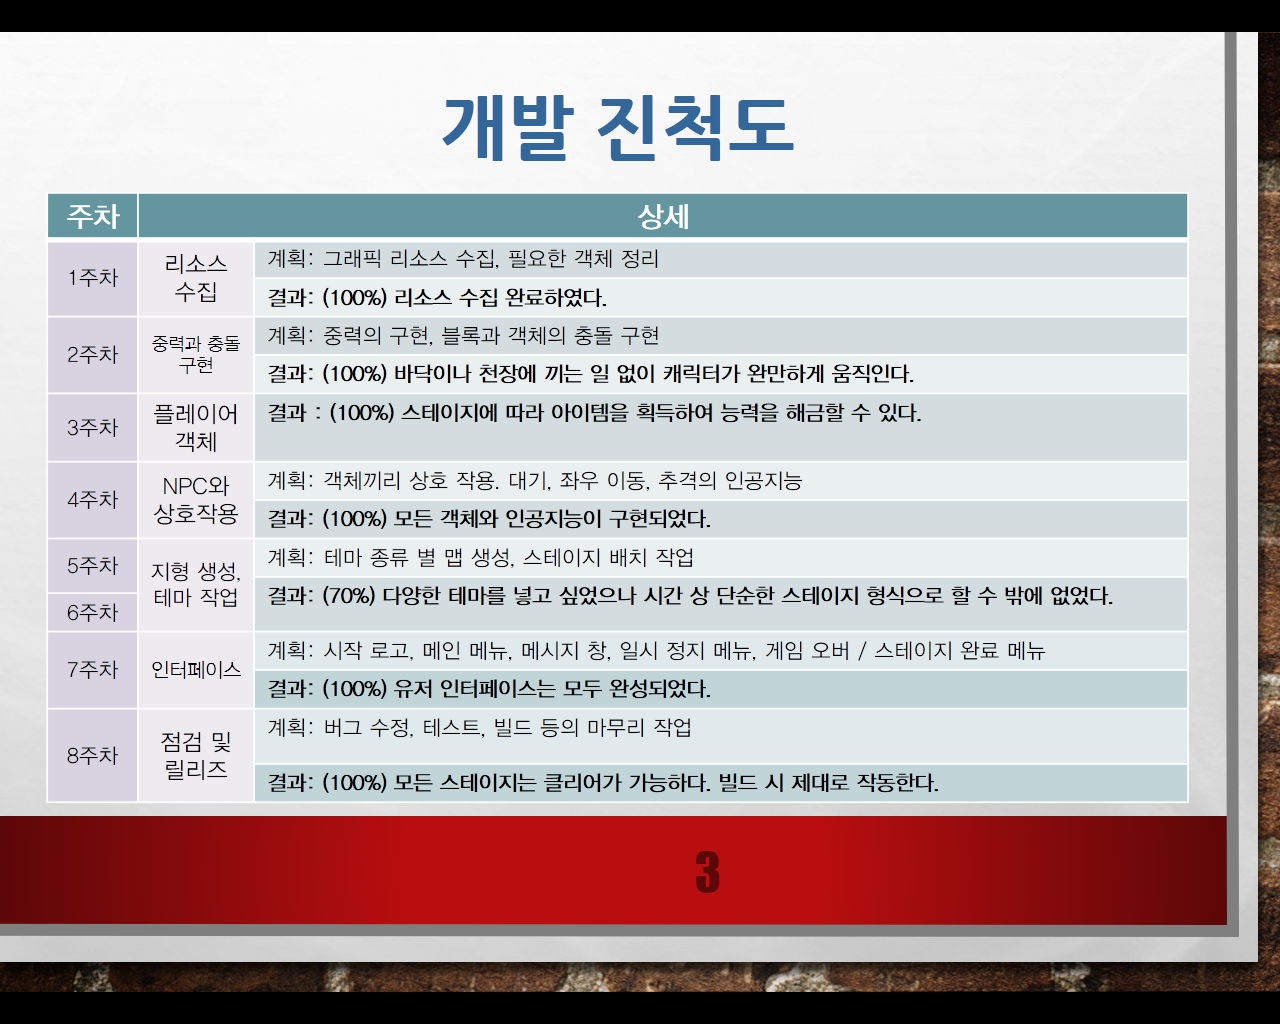 개발 진척도
주차
상세
1주차
리소스
수집
계획: 그래픽 리소스 수집, 필요한 객체 정리
결과: (100%) 리소스 수집 완료하였다.
2주차
중력과 충돌
구현
계획: 중력의 구현, 블록과 객체의 충돌 구현
결과: (100%) 바닥이나 천장에 끼는 일 없이 캐릭터가 완만하게 움직인다.
3주차
플레이어
객체
결과 : (100%) 스테이지에 따라 아이템을 획득하여 능력을 해금할 수 있다.
4주차
NPC와
상호작용
계획: 객체끼리 상호 작용. 대기, 좌우 이동, 추격의 인공지능
결과: (100%) 모든 객체와 인공지능이 구현되었다.
5주차
6주차
지형 생성,
테마 작업
계획: 테마 종류 별 맵 생성, 스테이지 배치 작업
결과: (70%) 다양한 테마를 넣고 싶었으나 시간 상 단순한 스테이지 형식으로 할 수 밖에 없었다.
7주차
인터페이스
계획: 시작 로고, 메인 메뉴, 메시지 창, 일시 정지 메뉴, 게임 오버 / 스테이지 완료 메뉴
결과: (100%) 유저 인터페이스는 모두 완성되었다.
8주차
점검 및
릴리즈
계획: 버그 수정, 테스트, 빌드 등의 마무리 작업
결과: (100%) 모든 스테이지는 클리어가 가능하다. 빌드 시 제대로 작동한다.
3